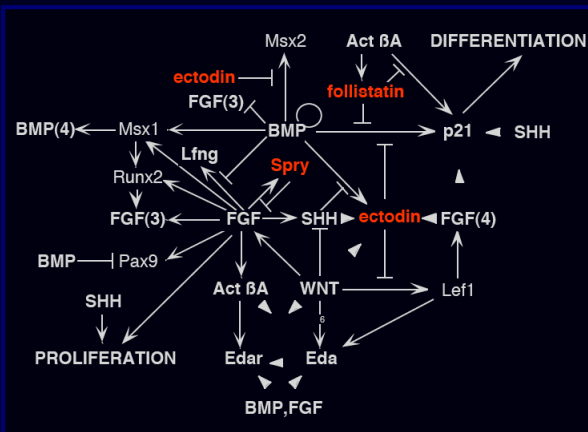 Msx2 Act ßA DIFFERENTIATION
ectodin
follistatin
FGF(3)
BMP(4) Msx1 BMP p21 SHH
Lfng
Spry
Runx2
FGF(3) FGF SHH ectodin FGF(4)
BMP Pax9
Act ßA WNT Lef1
SHH
6
PROLIFERATION Edar Eda
BMP,FGF